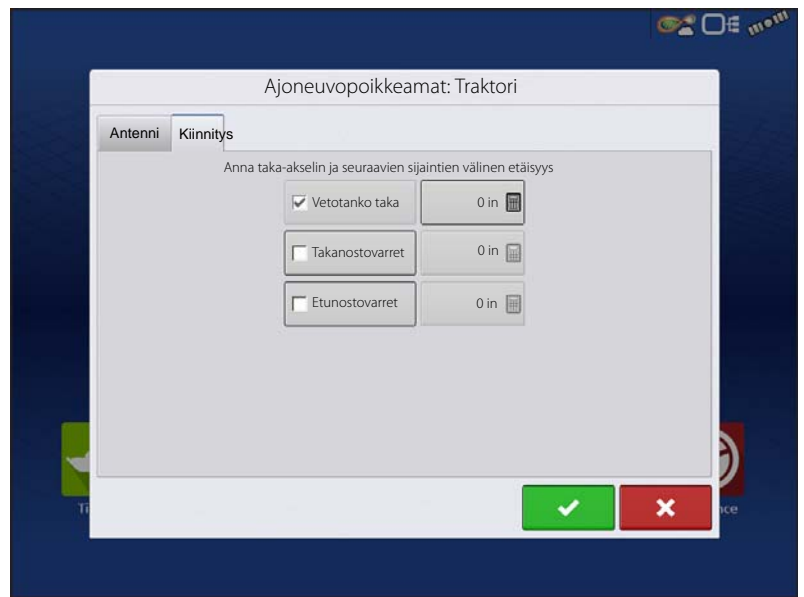 Ajoneuvopoikkeamat: Traktori
Antenni Kiinnitys
Anna taka-akselin ja seuraavien sijaintien välinen etäisyys
Vetotanko taka 0 in
Takanostovarret 0 in
Etunostovarret 0 in